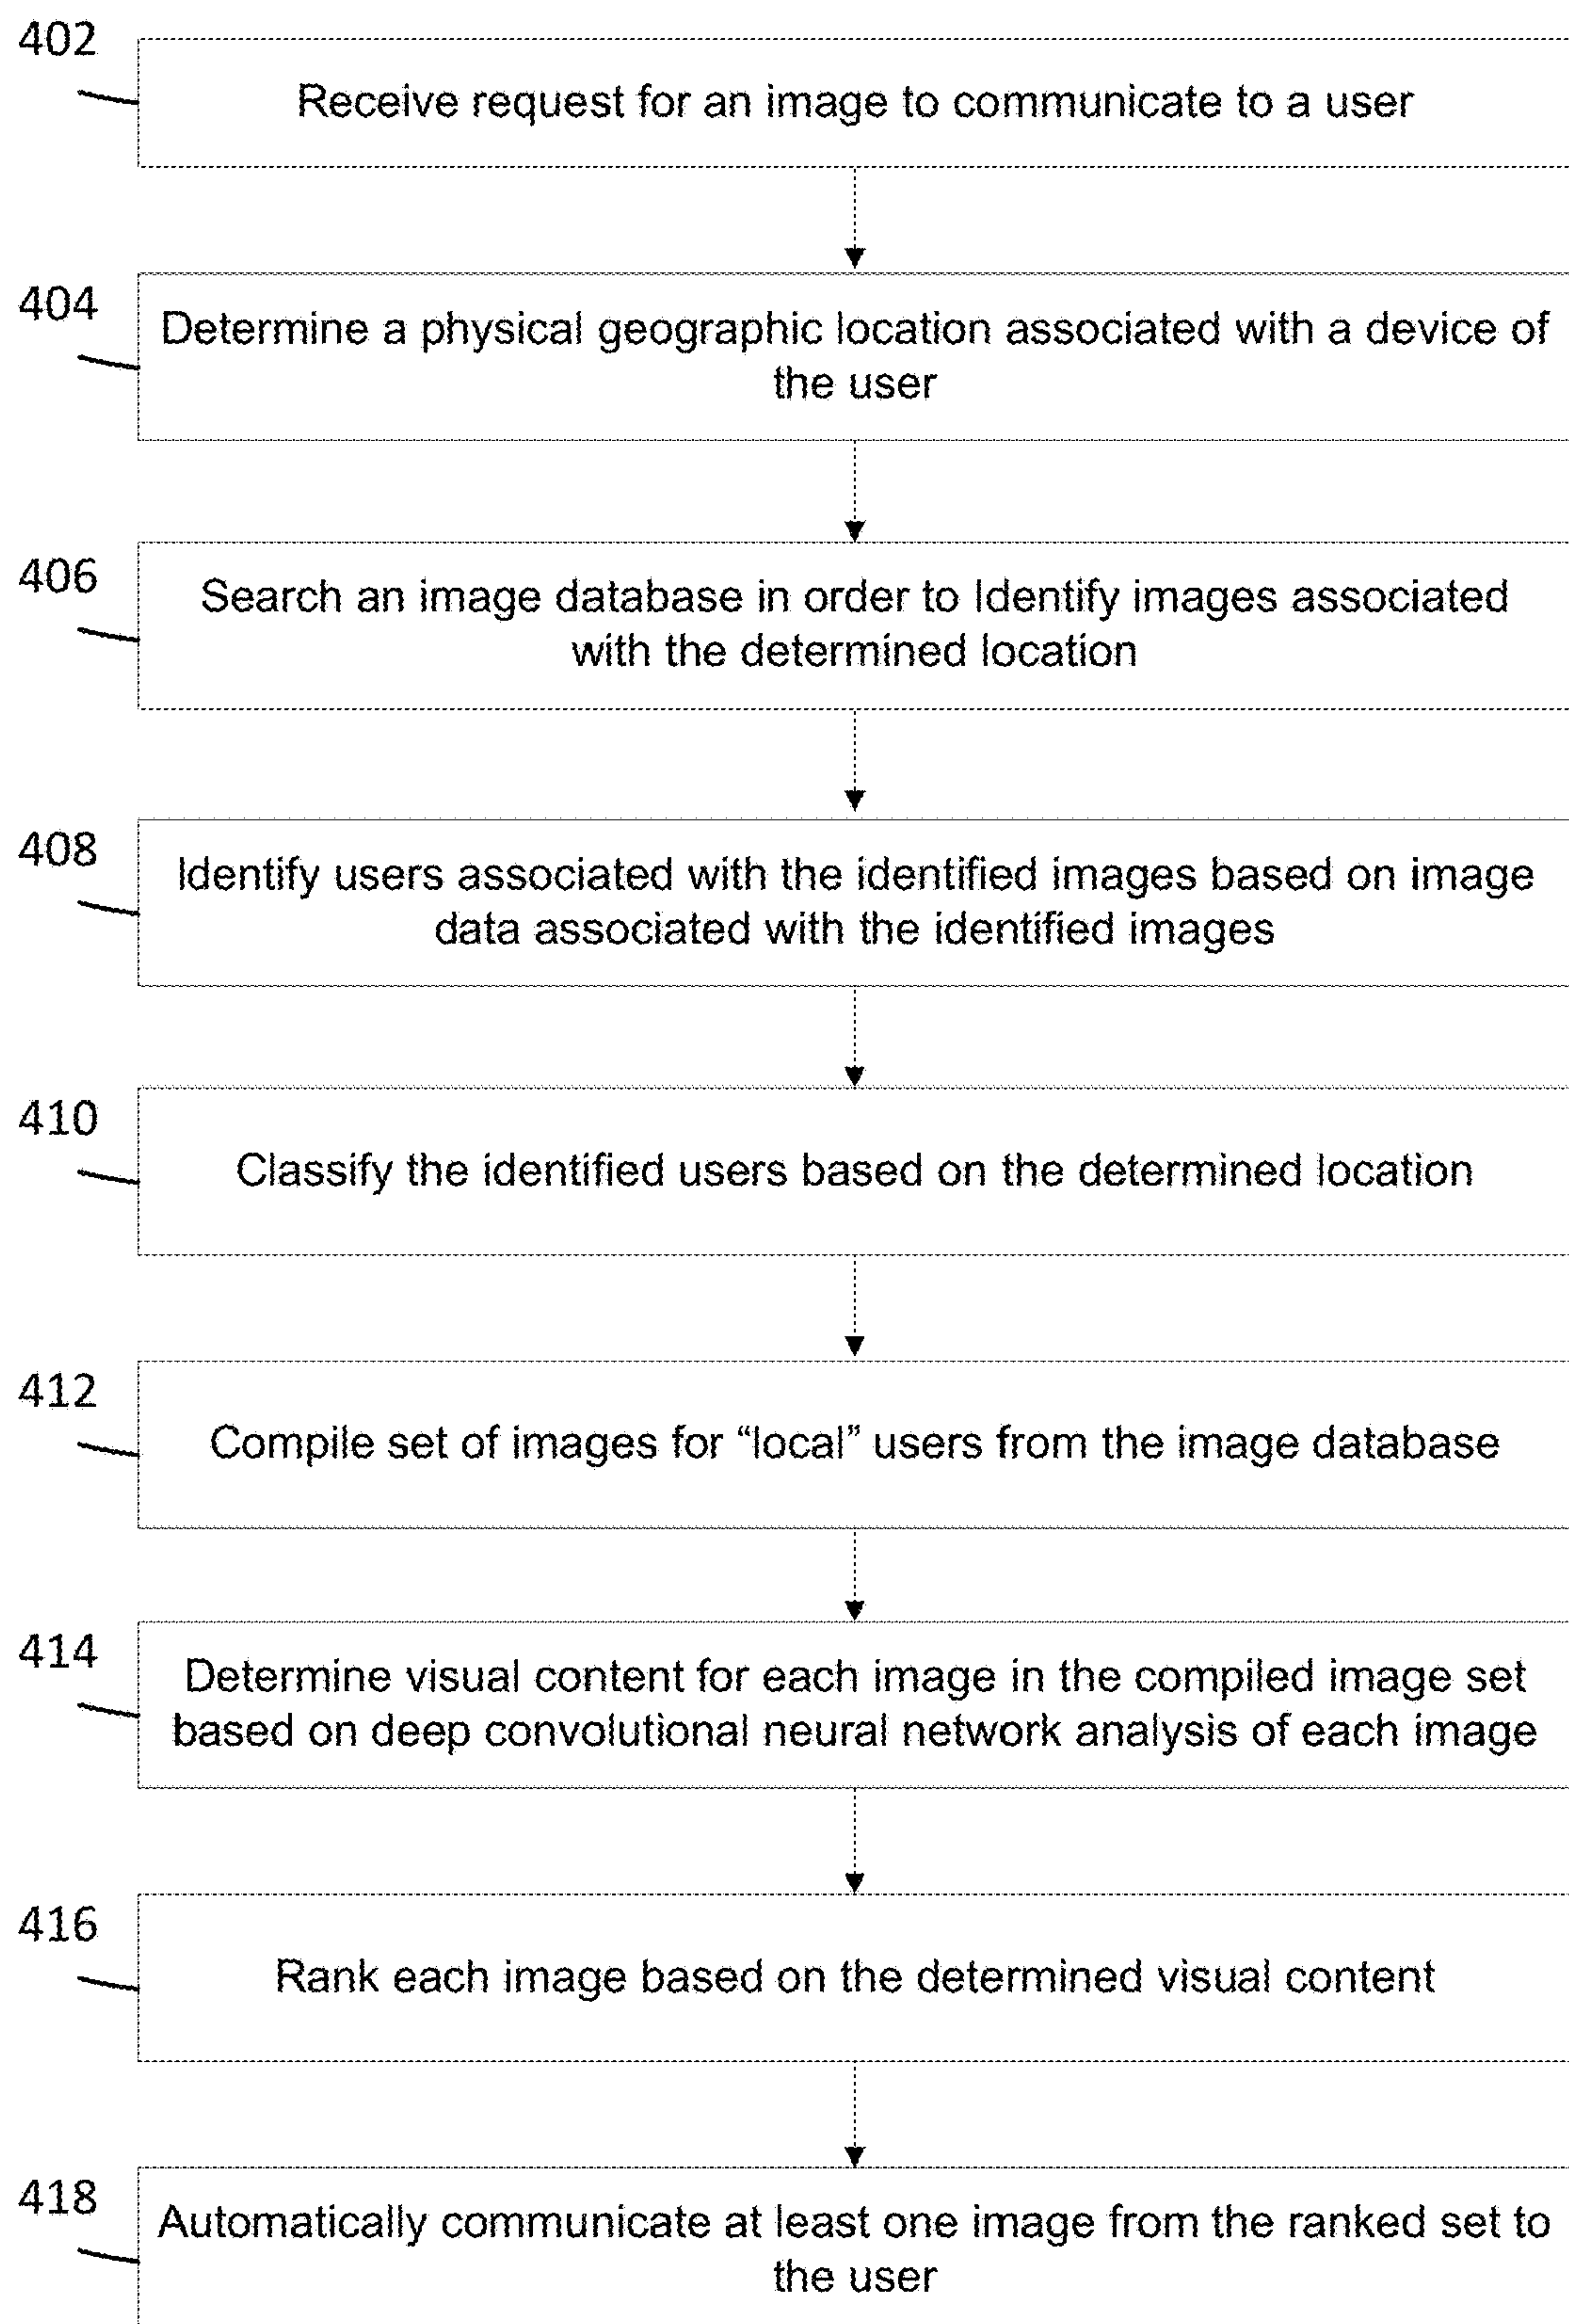 402
Receive request for an image to communicate to a user
404
Determine a physical geographic location associated with a device of
the user
406
Search an image database in order to Identify images associated
with the determined location
408
Identify users associated with the identified images based on image
data associated with the identified images
410
Classify the identified users based on the determined location
412
Compile set of images for “local” users from the image database
414
Determine visual content for each image in the compiled image set
based on deep convolutional neural network analysis of each image
416
Rank each image based on the determined visual content
418
Automatically communicate at least one image from the ranked set to
the user